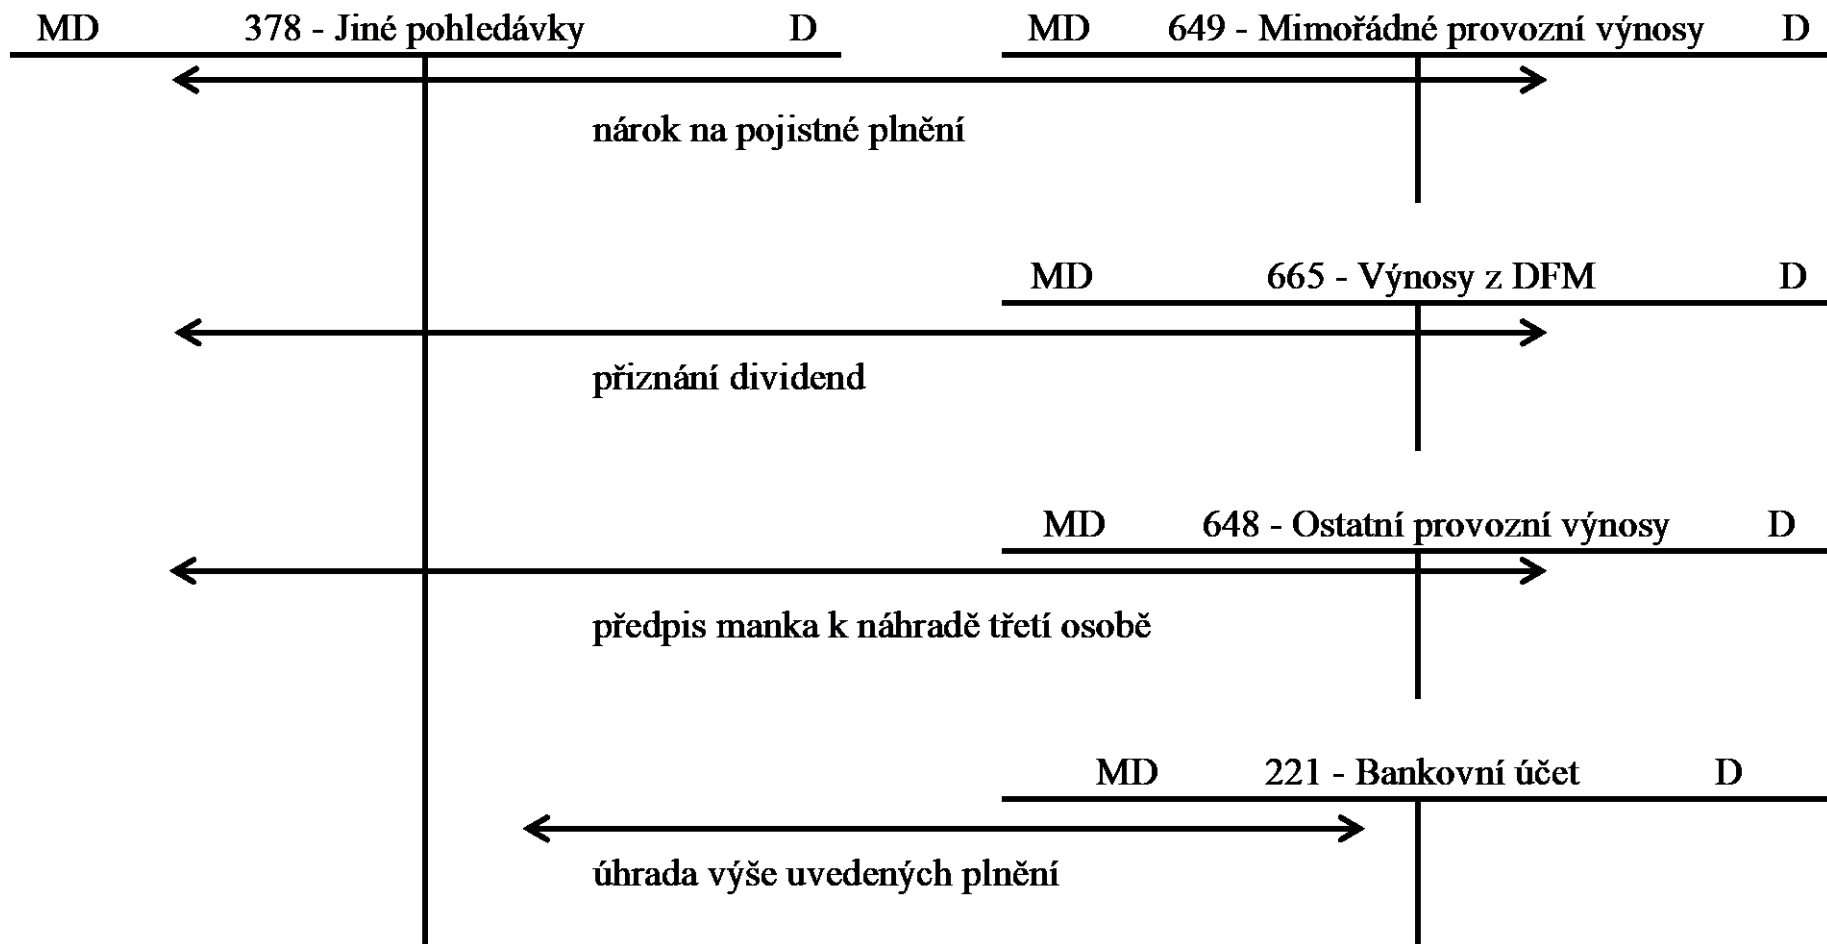 MD 378 - Jiné pohledávky D MD 649 - Mimořádné provozní výnosy D
nárok na pojistné plnění
MD 665 - Výnosy z DFM D
přiznání dividend
MD 648 - Ostatní provozní výnosy D
předpis manka k náhradě třetí osobě
MD 221 - Bankovní účet D
úhrada výše uvedených plnění